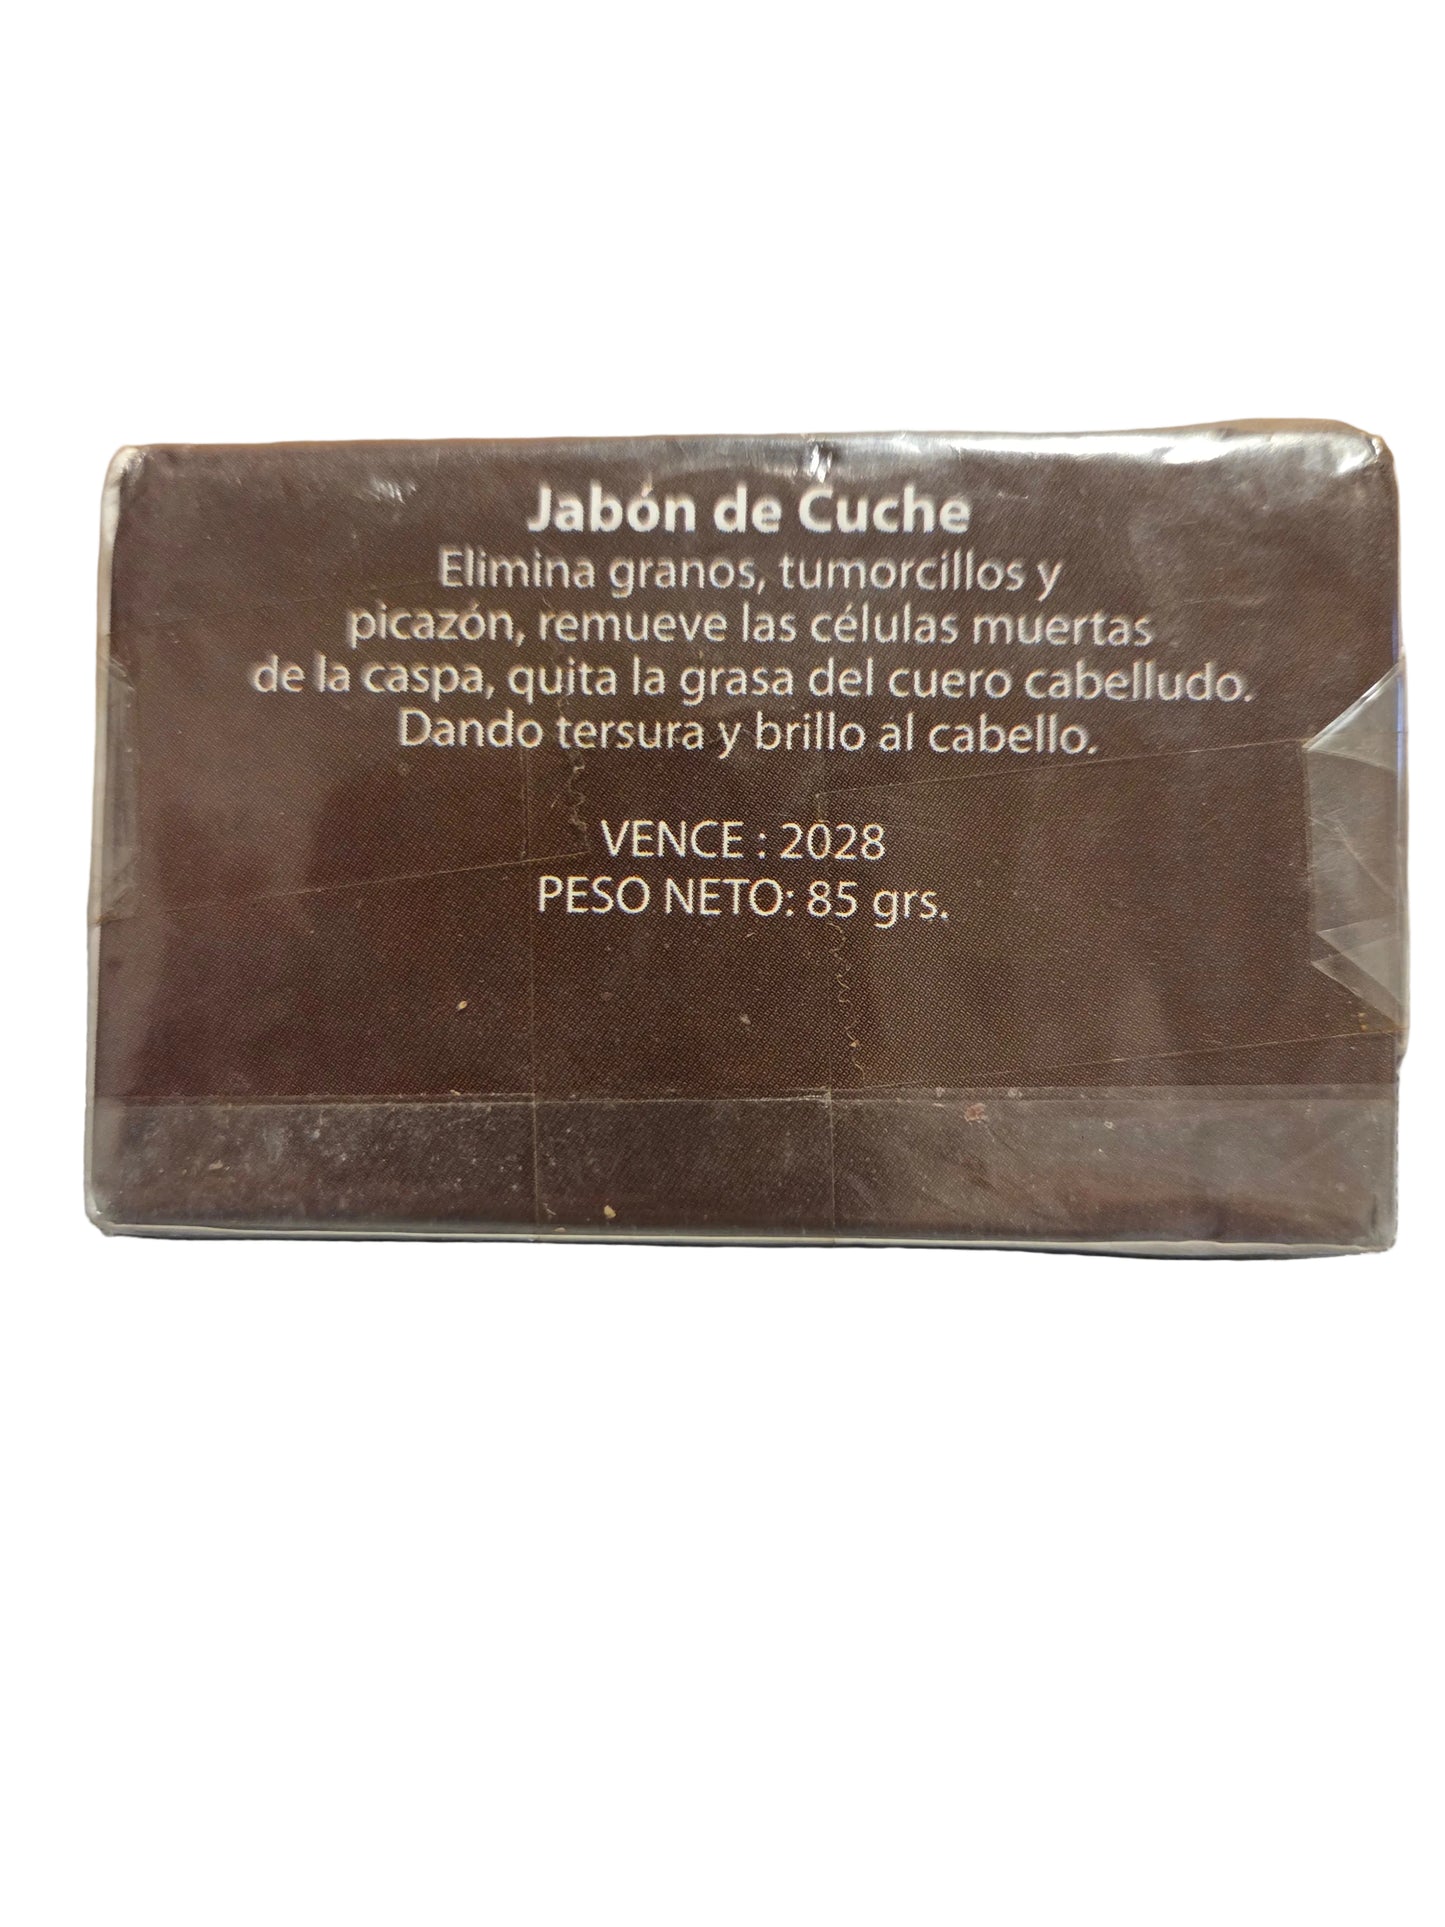 Jabón de Cuche
Elimina granos, tumorcillos y
picazón, remueve las células muertas
de la caspa, quita la grasa del cuero cabelludo.
Dando tersura y brillo al cabello.
VENCE : 2028
PESO NETO: 85 grs.